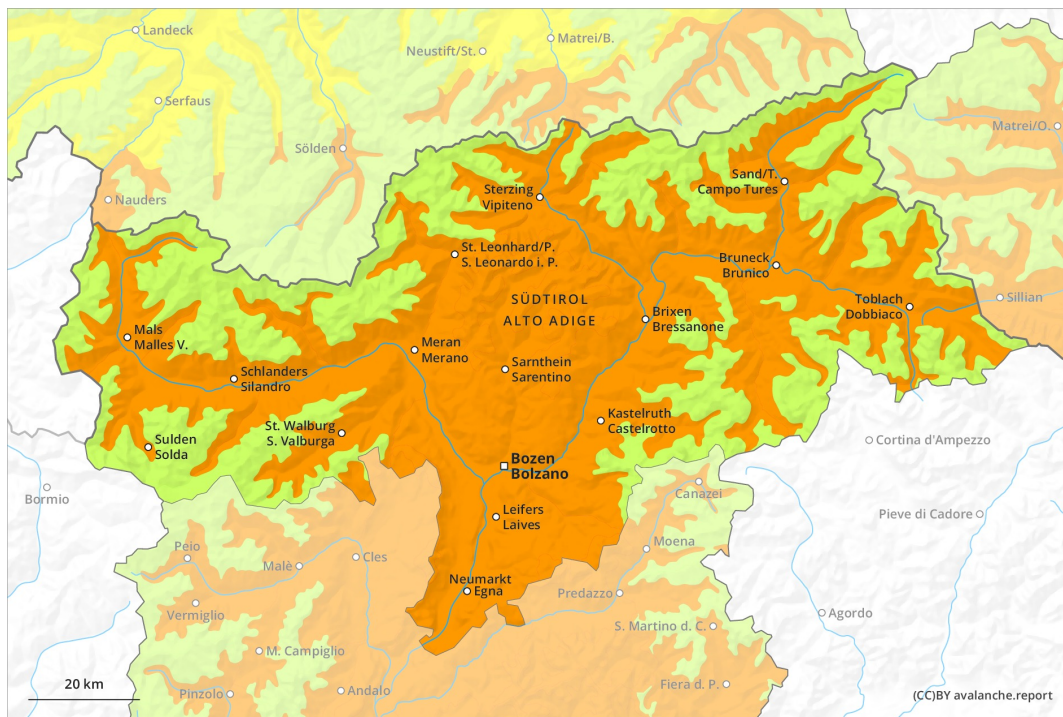 Landeck
Matrei/B.
Neustift/St.
Serfaus
Matrei/O.
Sölden
Nauders
Sand/T.
Campo Tures
Sterzing
Vipiteno
St. Leonhard/P.
S. Leonardo i. P.
Bruneck
Brunico
SÜDTIROL
ALTO ADIGE
Toblach
Dobbiaco
Sillian
Brixen
Bressanone
Mals
Malles V.
Meran
Merano
Sarnthein
Sarentino
Schlanders
Silandro
Kastelruth
Castelrotto
St. Walburg
S. Valburga
Sulden
Solda
Cortina d'Ampezzo
Bozen
Bolzano
Bormio
Canazei
Leifers
Laives
Pieve di Cadore
Moena
Peio
Cles
Malè
Neumarkt
Egna
Predazzo
Vermiglio
Agordo
S. Martino d. C.
M. Campiglio
20 km
Pinzolo
Andalo
Fiera d. P.
(CC)BY avalanche.report